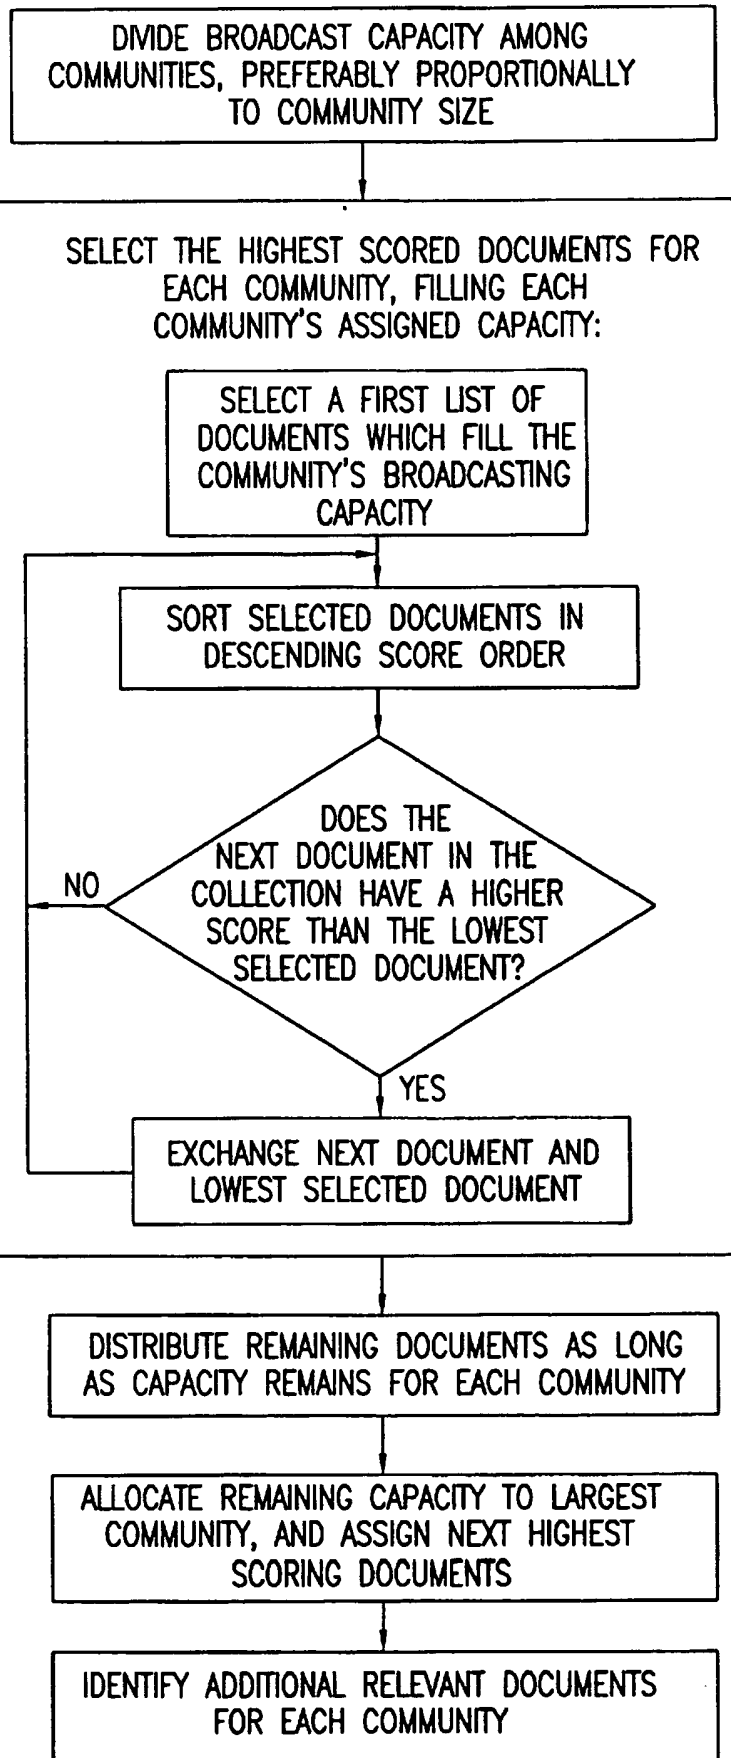 DIVIDE BROADCAST CAPACITY AMONG
COMMUNITIES, PREFERABLY PROPORTIONALLY
TO COMMUNITY SIZE
SELECT THE HIGHEST SCORED DOCUMENTS FOR
EACH COMMUNITY, FILLING EACH
COMMUNITY'S ASSIGNED CAPACITY:
SELECT A FIRST LIST OF
DOCUMENTS WHICH FILL THE
COMMUNITY'S BROADCASTING
CAPACITY
SORT SELECTED DOCUMENTS IN
DESCENDING SCORE ORDER
DOES THE
NEXT DOCUMENT IN THE
COLLECTION HAVE A HIGHER
SCORE THAN THE LOWEST
SELECTED DOCUMENT?
NO
YES
EXCHANGE NEXT DOCUMENT AND
LOWEST SELECTED DOCUMENT
DISTRIBUTE REMAINING DOCUMENTS AS LONG
AS CAPACITY REMAINS FOR EACH COMMUNITY
ALLOCATE REMAINING CAPACITY TO LARGEST
COMMUNITY, AND ASSIGN NEXT HIGHEST
SCORING DOCUMENTS
IDENTIFY ADDITIONAL RELEVANT DOCUMENTS
FOR EACH COMMUNITY